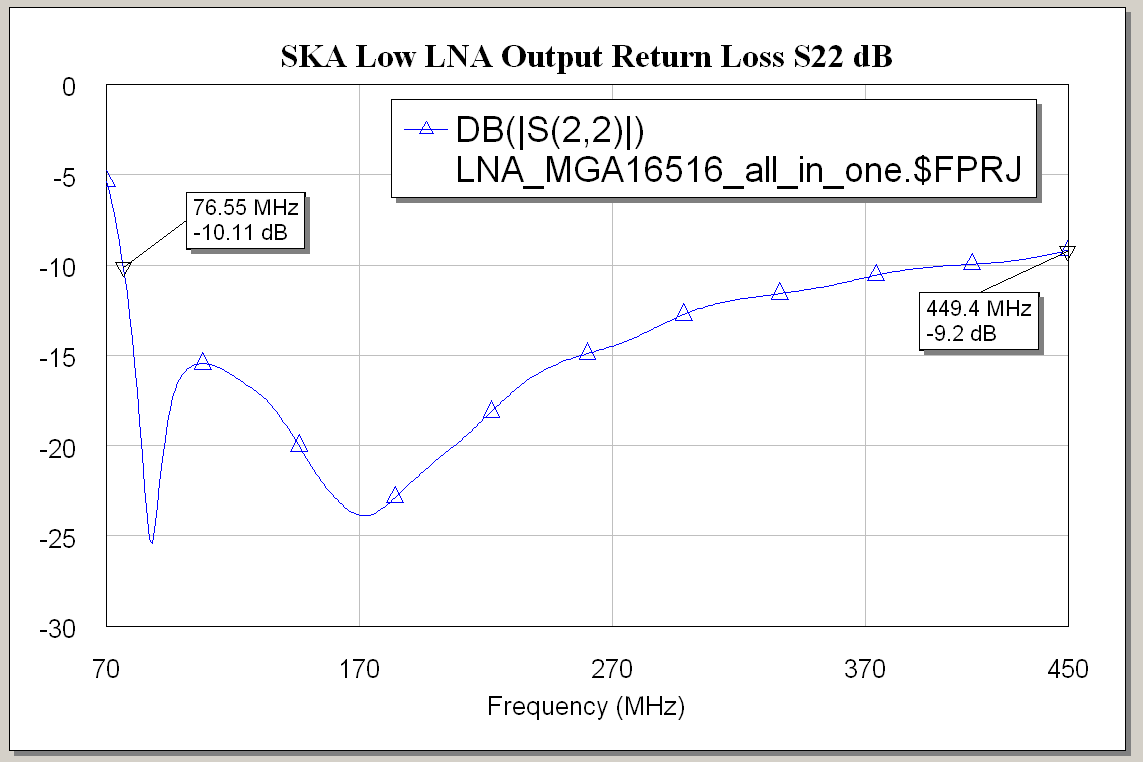 SKA Low LNA Output Return Loss S22 dB
0
-5
-10
-15
-20
-25
-30
DB(|S(2,2)|)
LNA_MGA16516_all_in_one.$FPRJ
76.55 MHz
-10.11 dB
449.4 MHz
-9.2 dB
70 170 270 370 450
Frequency (MHz)